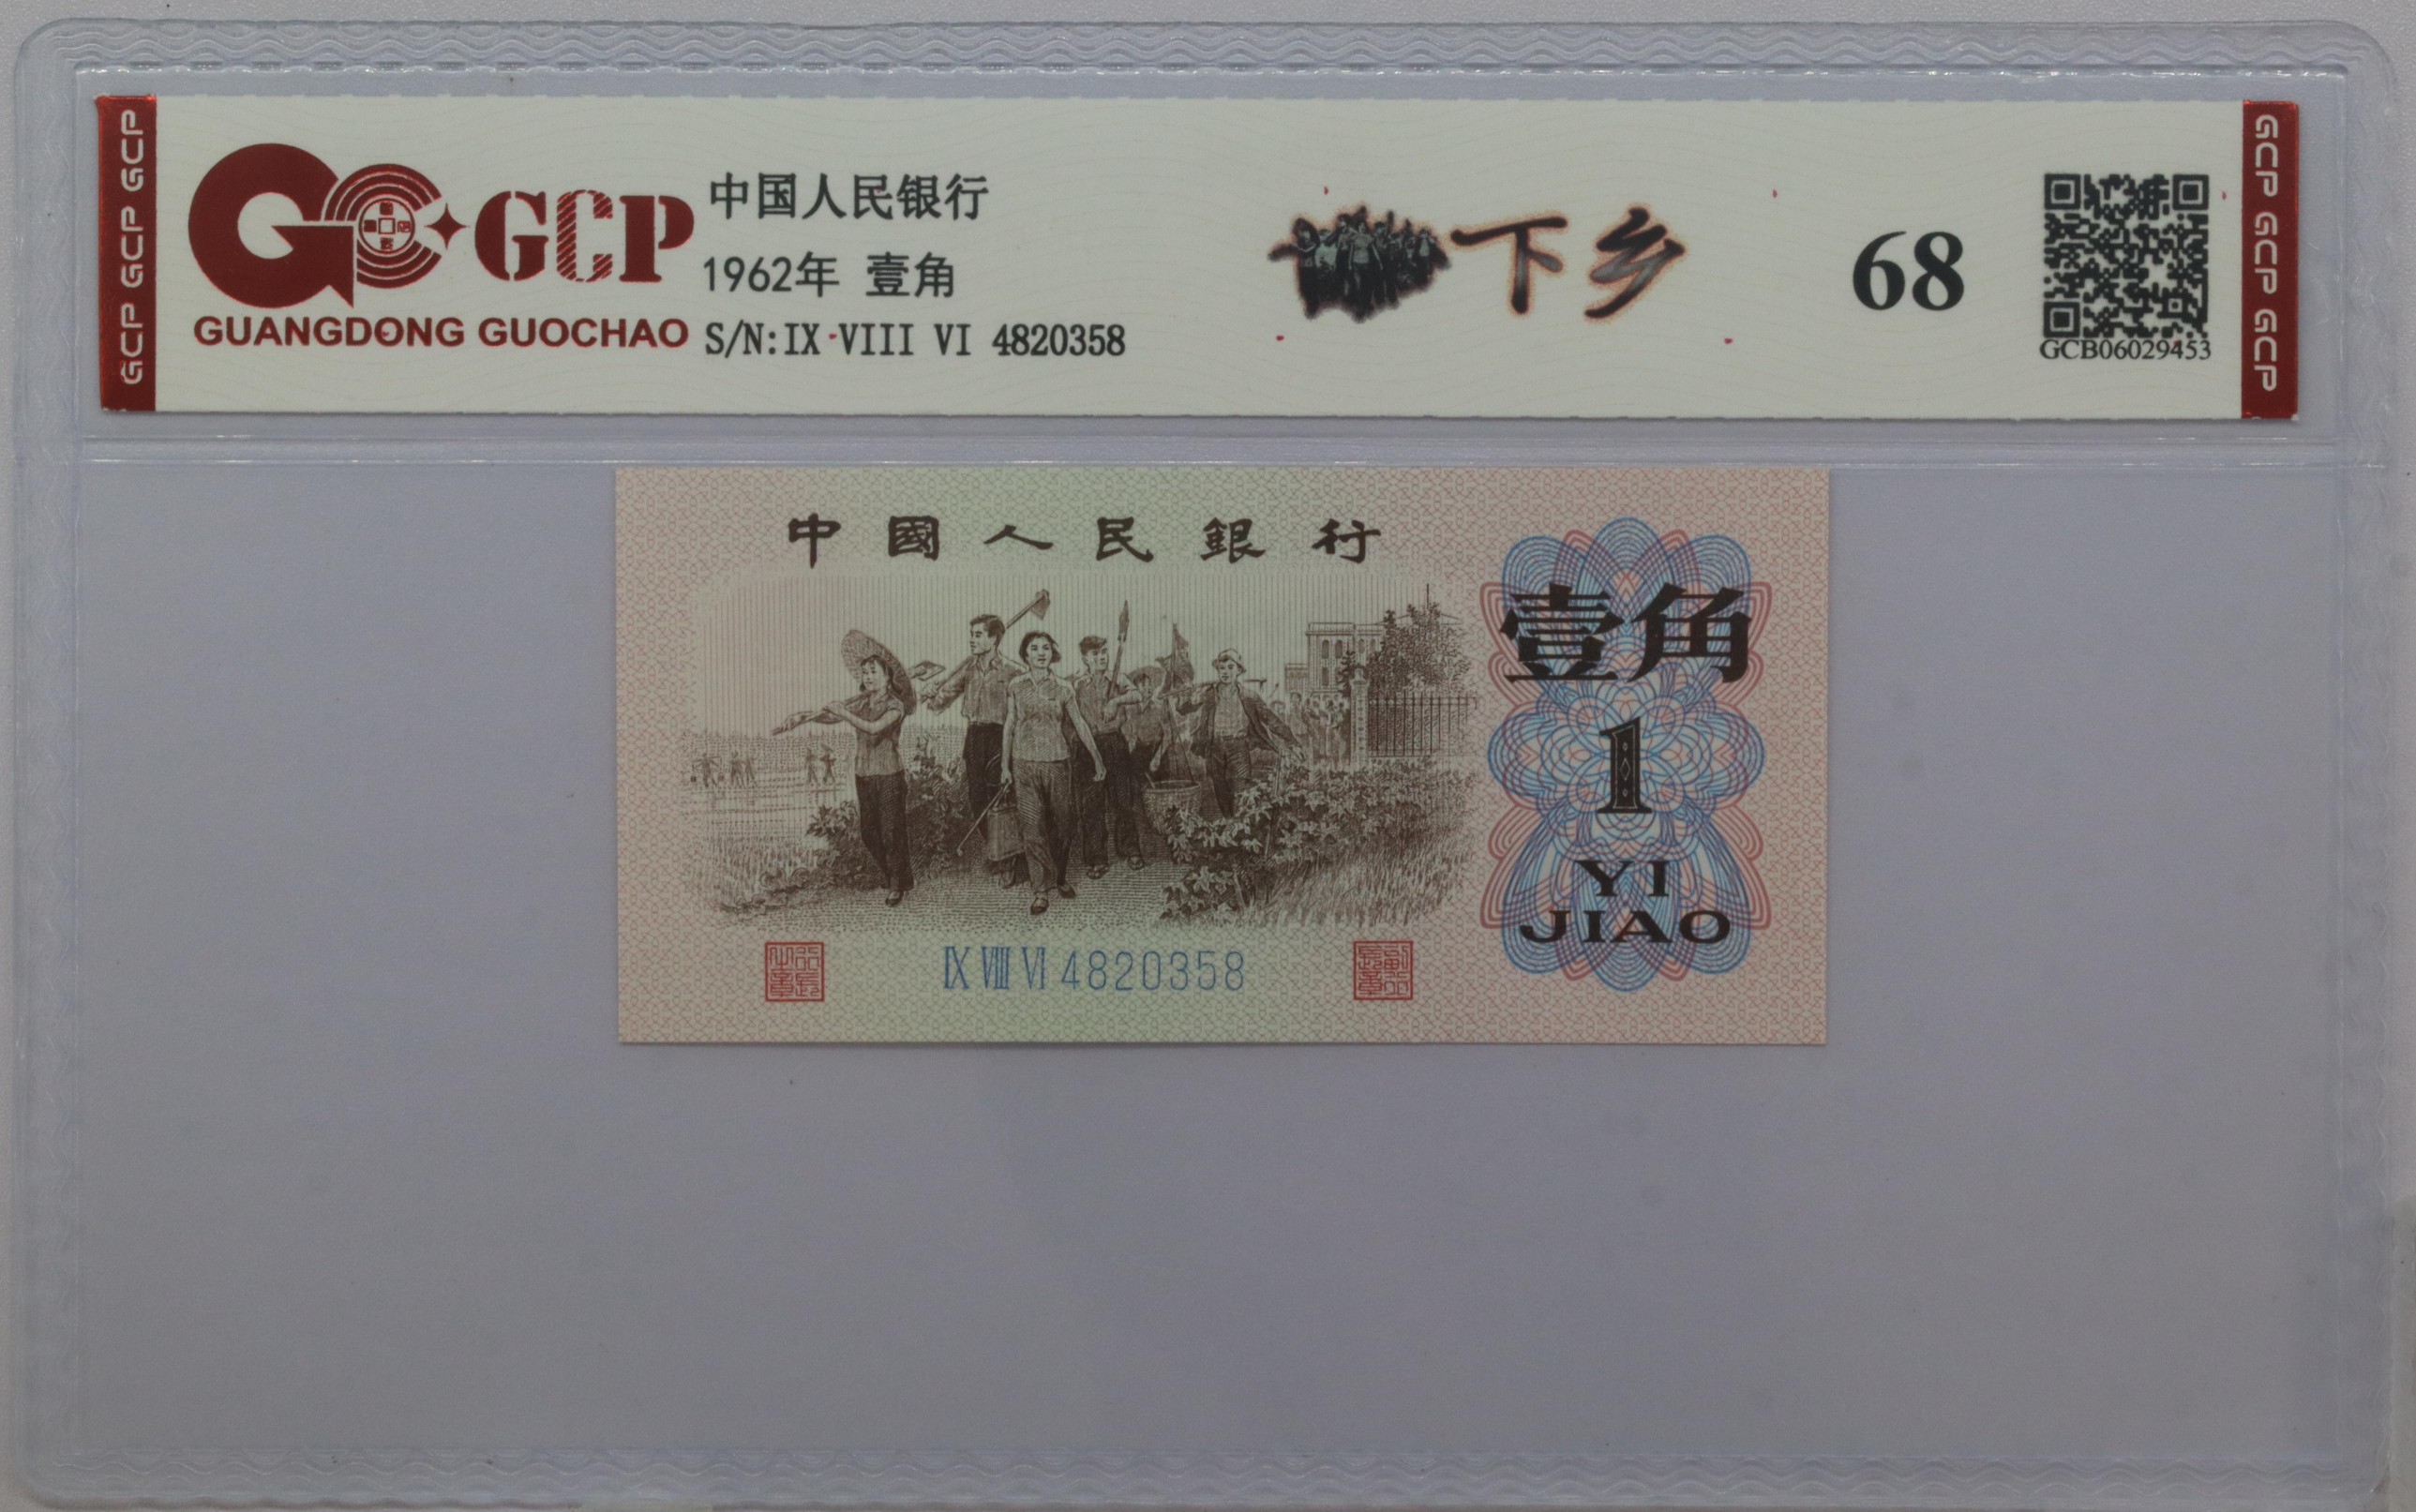 GCP GCP GCP
GCP
GUANGDONG GUOCHAO
中国人民银行
1962年 壹角
S/N:IX VIII VI 4820358
下乡
68
GCB06029453
GCP GCP GCP
中國人民銀行
壹角
1
YI
JIAO
IX VIII VI 4820358